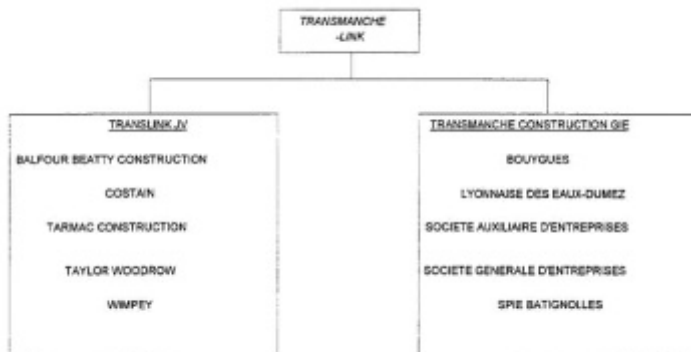 TRANSMANCHE
-LINK
TRANSLINK JV
BALFOUR BEATTY CONSTRUCTION
COSTAIN
TARMAC CONSTRUCTION
TAYLOR WOODROW
WIMPEY
TRANSMANCHE CONSTRUCTION GIE
BOUYGUES
LYONNAISE DES EAUX-DUMEZ
SOCIETE AUXILIAIRE D'ENTREPRISES
SOCIETE GENERALE D'ENTREPRISES
SPIE BATIGNOLLES